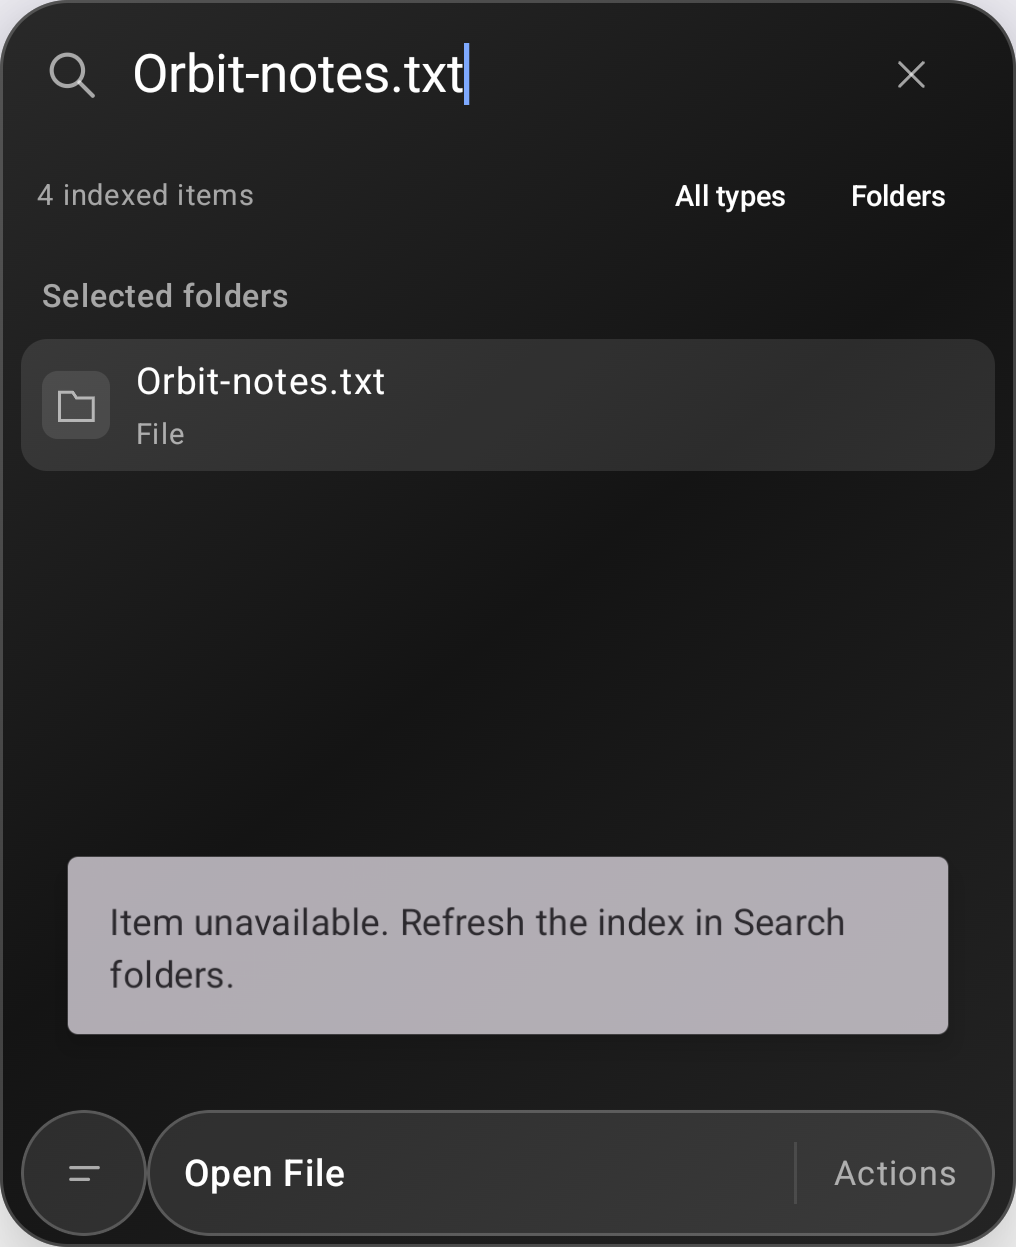 Orbit-notes.txt
4 indexed items
All types
Folders
Selected folders
Orbit-notes.txt
File
Item unavailable. Refresh the index in Search
folders.
Open File
Actions